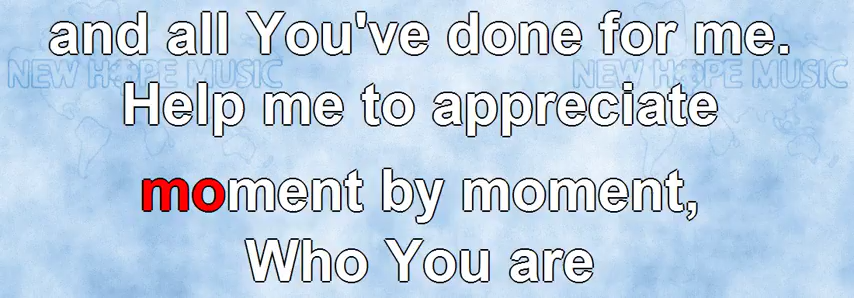 and all You've done for me.
NEW HOPE MUSIC NEW HOPE MUSIC
Help me to appreciate
moment by moment,
Who You are